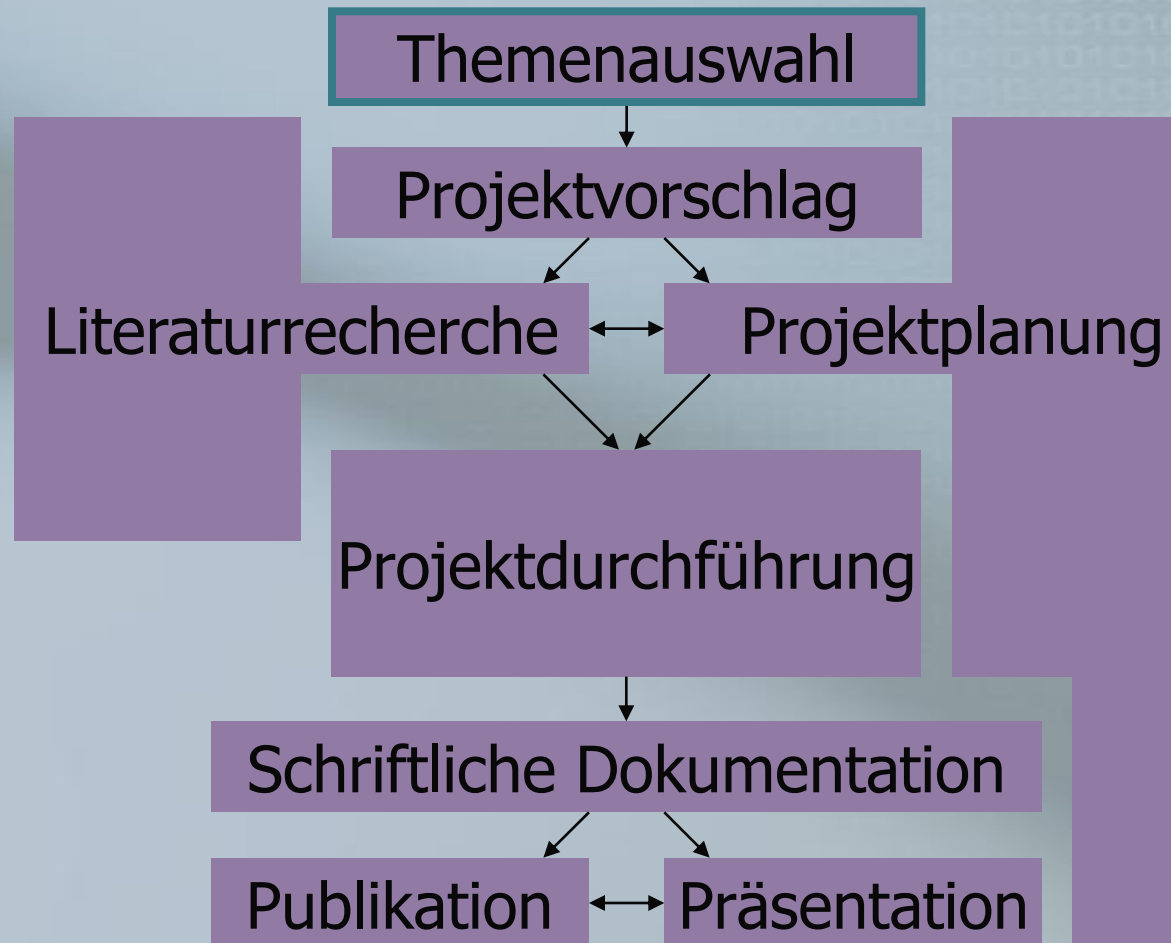 Themenauswahl
Projektvorschlag
Literaturrecherche
Projektplanung
Projektdurchführung
Schriftliche Dokumentation
Publikation
Präsentation